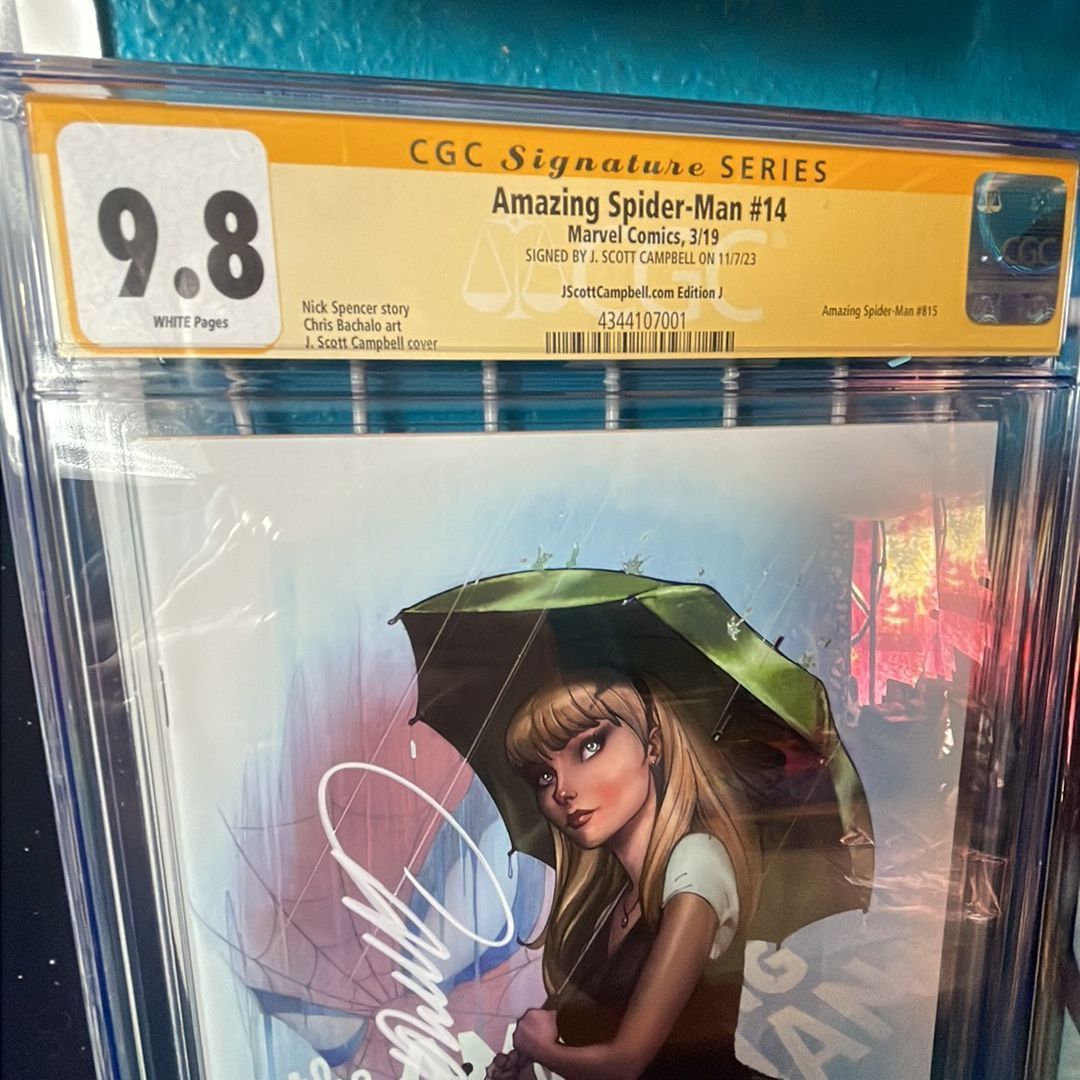 CGC Signature SERIES
9.8
WHITE Pages
Amazing Spider-Man #14
Marvel Comics, 3/19
SIGNED BY J. SCOTT CAMPBELL ON 11/7/23
JScottCampbell.com Edition J
Nick Spencer story
Chris Bachalo art
J. Scott Campbell cover
4344107001
Amazing Spider-Man #815
CGC
CGC